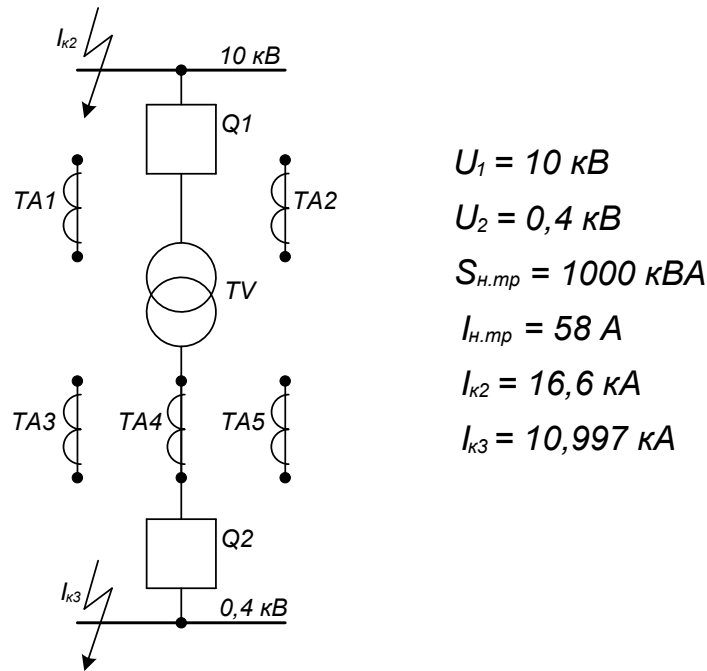 Iк2
10 кВ
Q1
TA1
TA2
TV
TA3
TA4
TA5
Q2
Iк3
0,4 кВ
U1 = 10 кВ
U2 = 0,4 кВ
Sн.тр = 1000 кВА
Iн.тр = 58 А
Iк2 = 16,6 кА
Iк3 = 10,997 кА